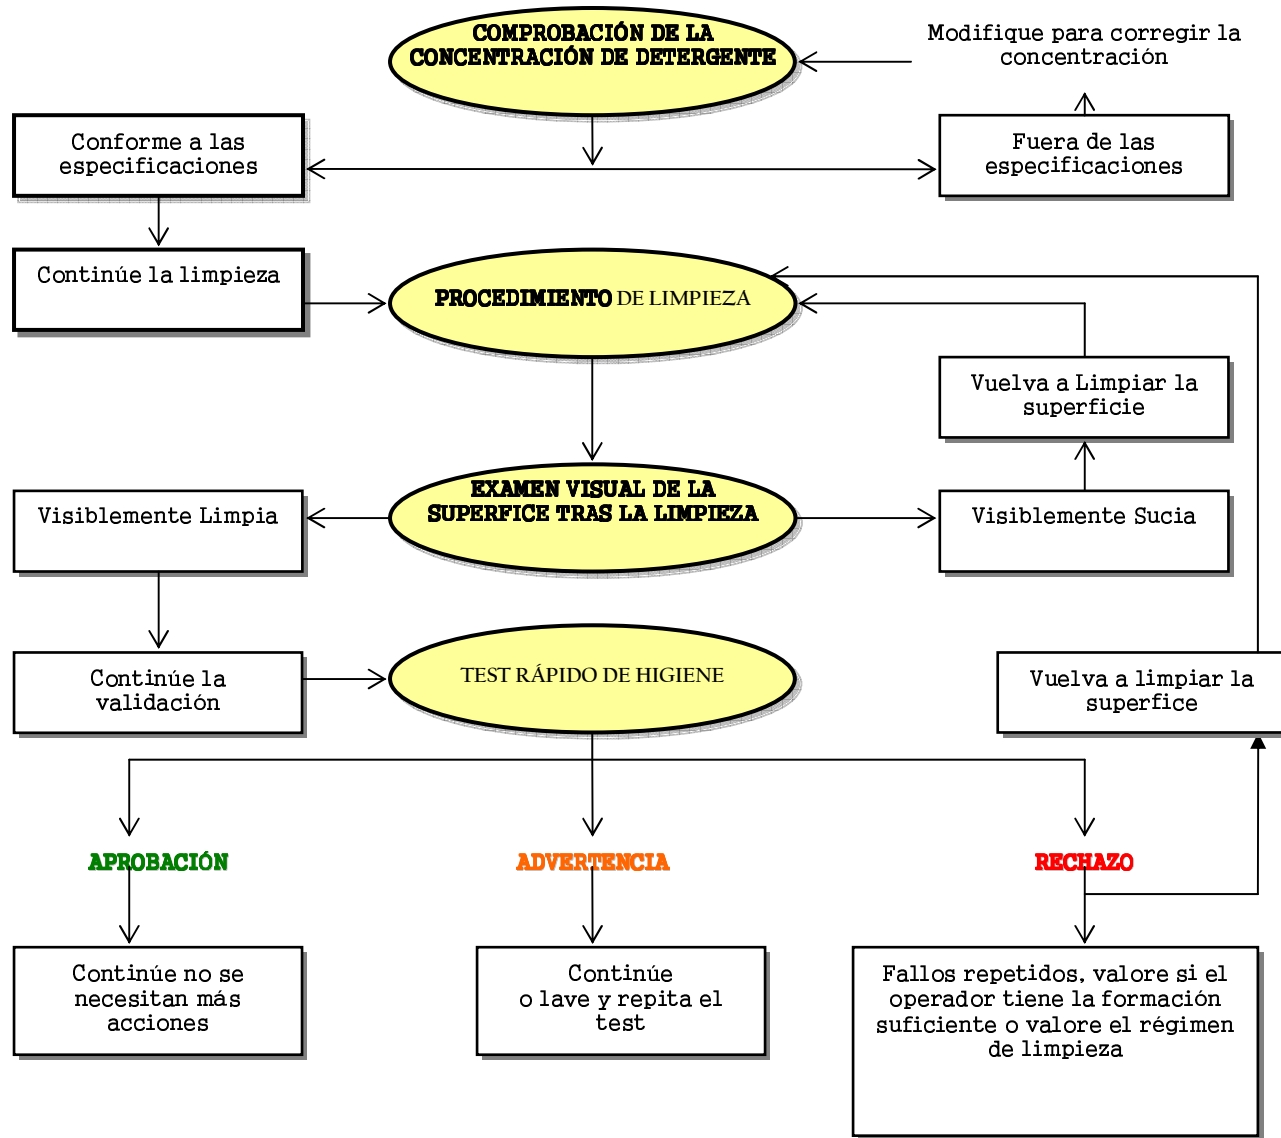 COMPROBACIÓN DE LA
CONCENTRACIÓN DE DETERGENTE
Modifique para corregir la
concentración
Conforme a las
especificaciones
Fuera de las
especificaciones
Continúe la limpieza
PROCEDIMIENTO DE LIMPIEZA
Vuelva a Limpiar la
superficie
EXAMEN VISUAL DE LA
SUPERFICE TRAS LA LIMPIEZA
Visiblemente Limpia
Visiblemente Sucia
Continúe la
validación
TEST RÁPIDO DE HIGIENE
Vuelva a limpiar la
superfice
APROBACIÓN
ADVERTENCIA
RECHAZO
Continúe no se
necesitan más
acciones
Continúe
o lave y repita el
test
Fallos repetidos, valore si el
operador tiene la formación
suficiente o valore el régimen
de limpieza